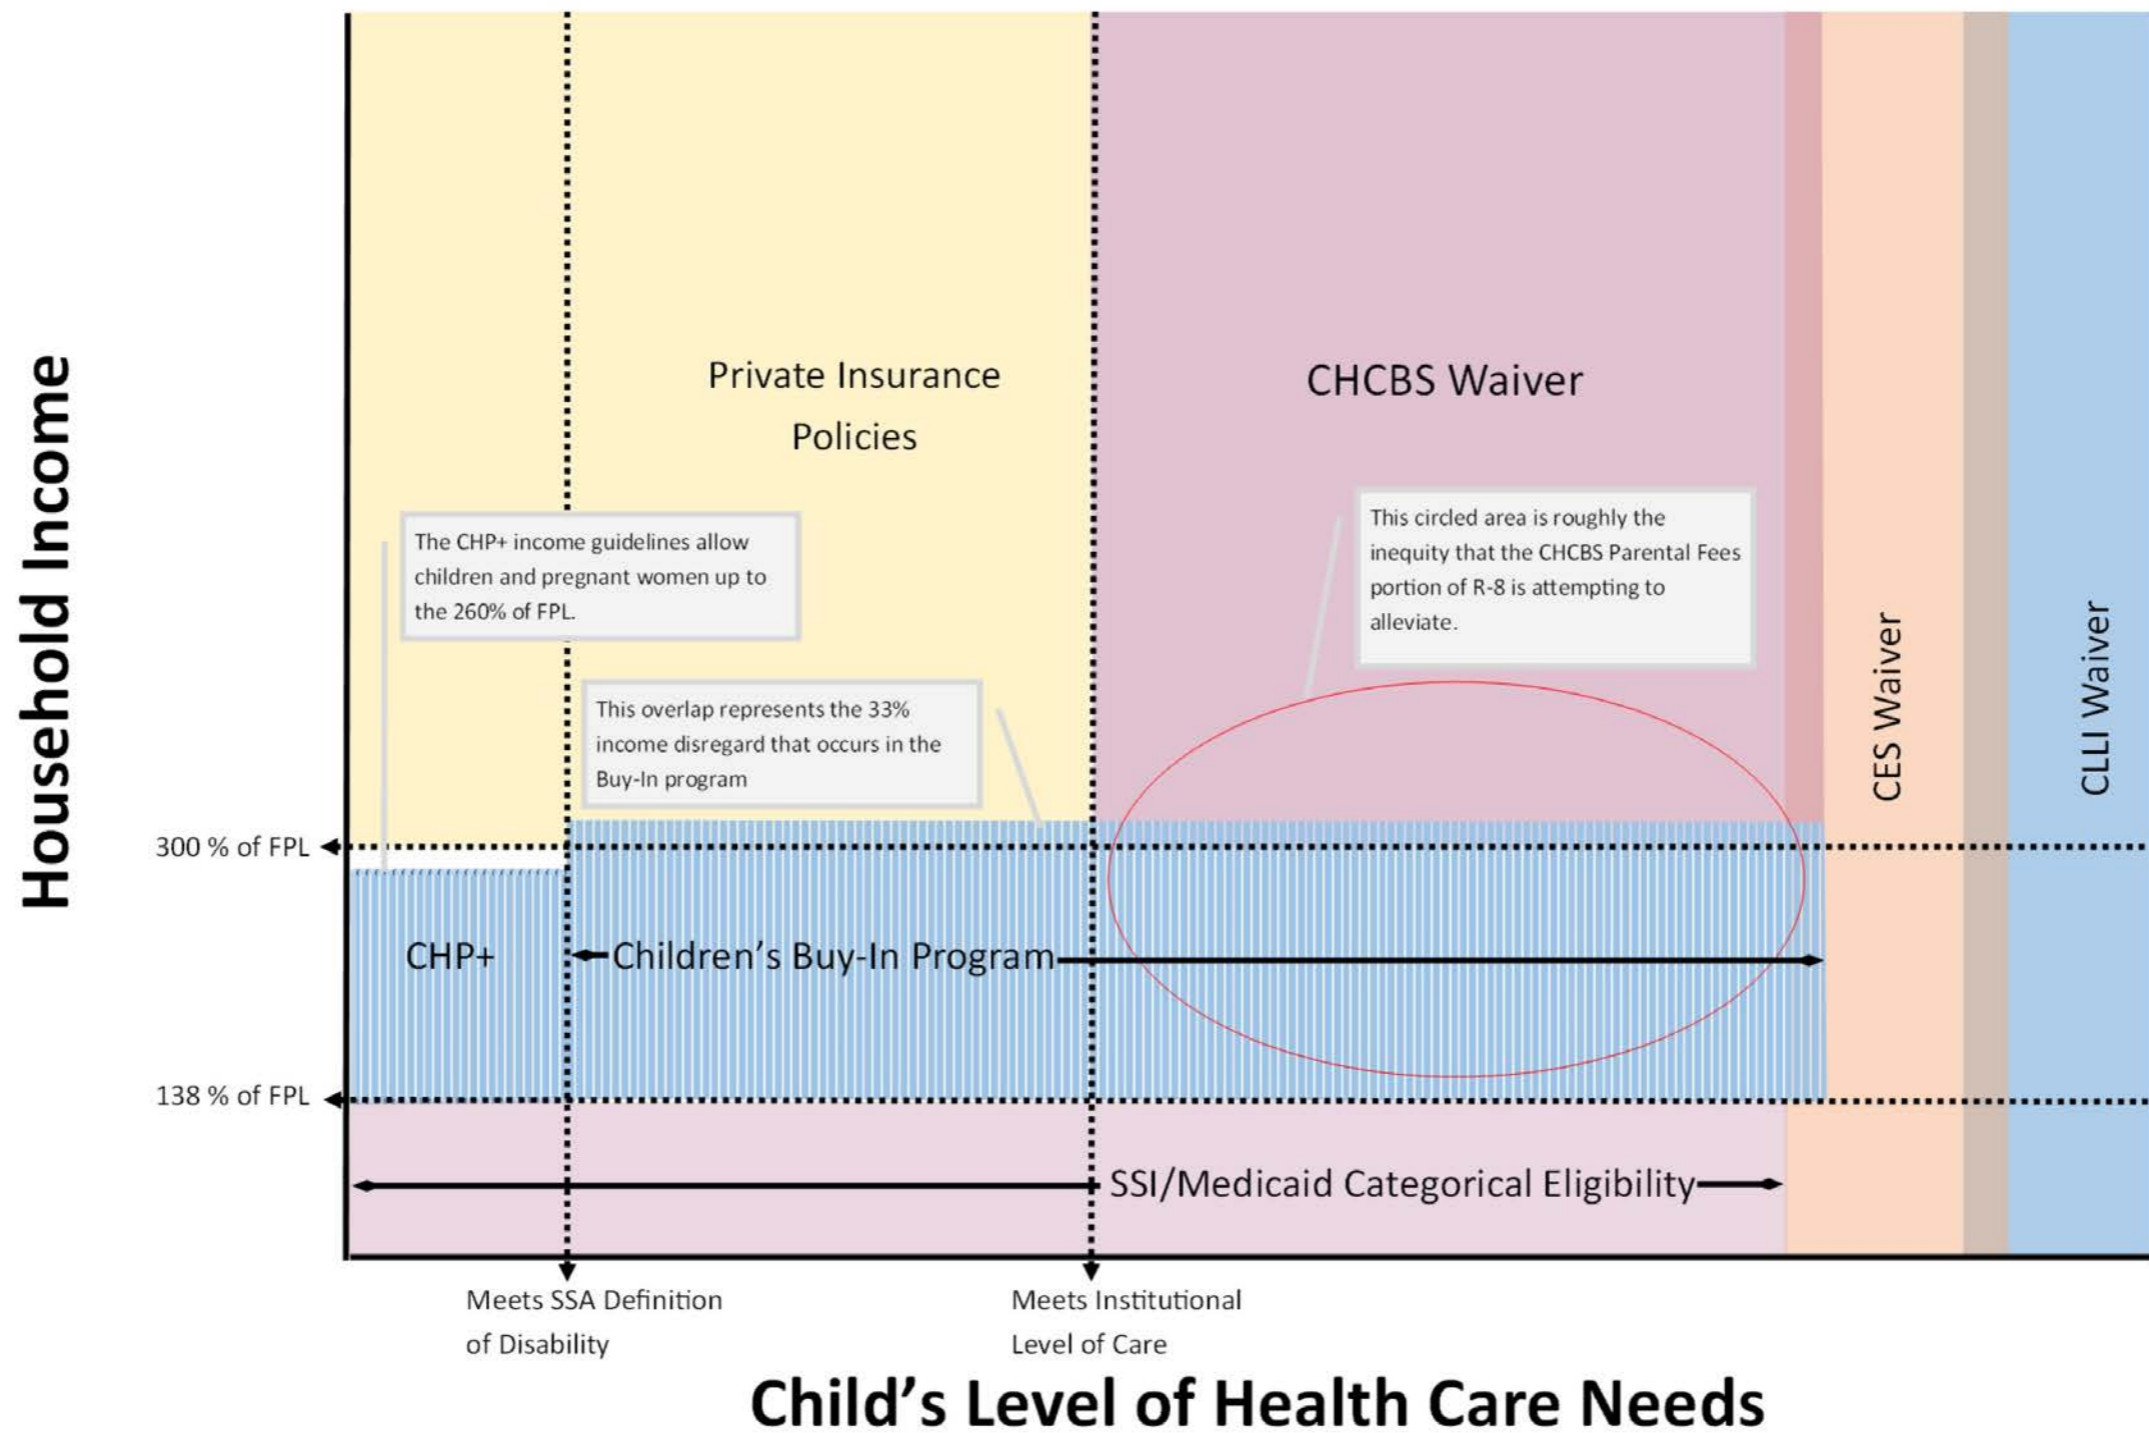 Household Income
Private Insurance
Policies
CHCBS Waiver
The CHP+ income guidelines allow
children and pregnant women up to
the 260% of FPL.
This circled area is roughly the
inequity that the CHCBS Parental Fees
portion of R-8 is attempting to
alleviate.
This overlap represents the 33%
income disregard that occurs in the
Buy-In program
CES Waiver
CLLI Waiver
300 % of FPL
CHP+
Children’s Buy-In Program
138 % of FPL
SSI/Medicaid Categorical Eligibility
Meets SSA Definition
of Disability
Meets Institutional
Level of Care
Child’s Level of Health Care Needs